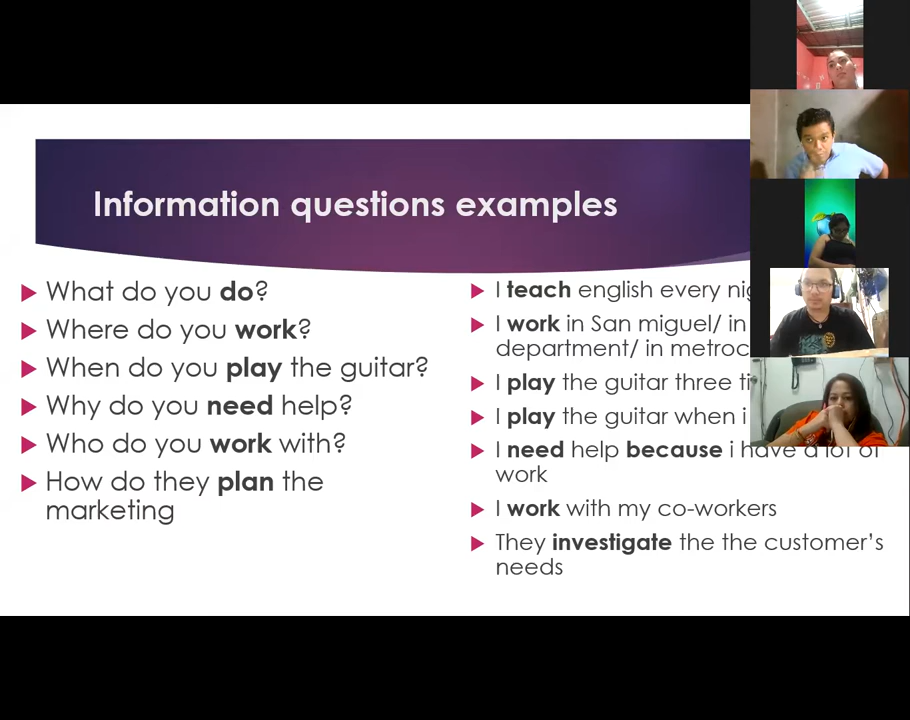 Information questions examples
What do you do?
Where do you work?
When do you play the guitar?
Why do you need help?
Who do you work with?
How do they plan the
marketing
I teach english every
I work in San miguel/ in
department/ in
I play the guitar three
I play the guitar when i
I need help because i have a lot of
work
I work with my co-workers
They investigate the the customer's
needs